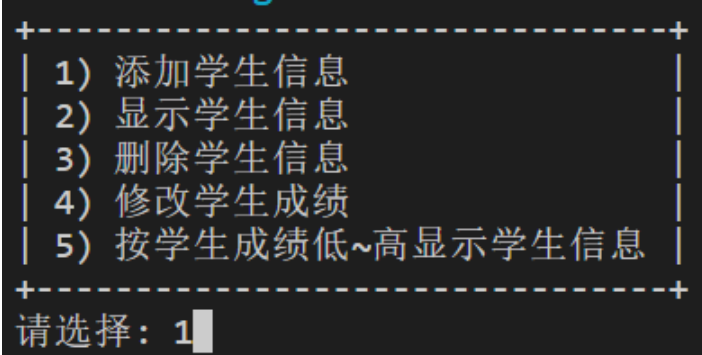 +---------------------------------+
| 1) 添加学生信息 |
| 2) 显示学生信息 |
| 3) 删除学生信息 |
| 4) 修改学生成绩 |
| 5) 按学生成绩低~高显示学生信息 |
+---------------------------------+
请选择: 1